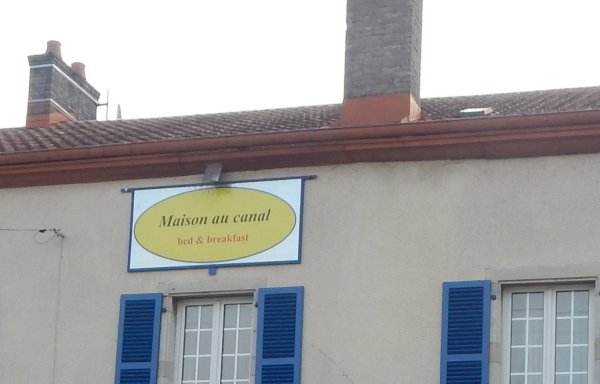 Maison au canal
bed & breakfast